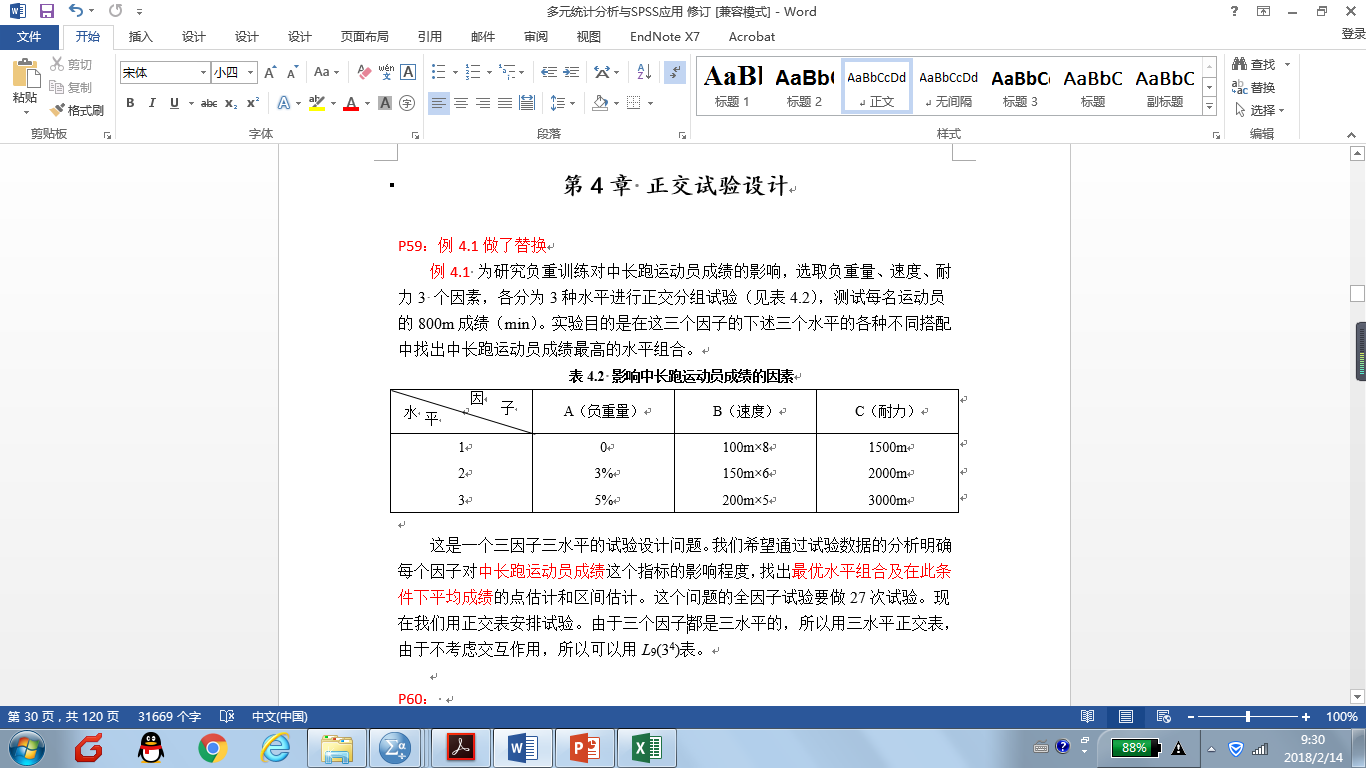 多元统计分析与SPSS应用 修订 [兼容模式] - Word
文件 开始 插入 设计 设计 设计 页面布局 引用 邮件 审阅 视图 EndNote X7 Acrobat 登录
粘贴 剪切 复制 格式刷
剪贴板
宋体 小四 A A Aa wén A
B I U abc x₂ x² A ab A A 字
字体
段落
AaBl AaBb( AaBbCcDd AaBbCcDd AaBbC AaBbC AaBbC
标题 1 标题 2 正文 无间隔 标题 3 标题 副标题
样式
查找
替换
选择
编辑
第 4 章 正交试验设计
P59：例 4.1 做了替换
例 4.1 为研究负重训练对中长跑运动员成绩的影响，选取负重量、速度、耐
力 3 个因素，各分为 3 种水平进行正交分组试验（见表 4.2），测试每名运动员
的 800m 成绩（min）。实验目的是在这三个因子的下述三个水平的各种不同搭配
中找出中长跑运动员成绩最高的水平组合。
表 4.2 影响中长跑运动员成绩的因素
水 平 因 子 A（负重量） B（速度） C（耐力）
1 0 100m×8 1500m
2 3% 150m×6 2000m
3 5% 200m×5 3000m
这是一个三因子三水平的试验设计问题。我们希望通过试验数据的分析明确
每个因子对中长跑运动员成绩这个指标的影响程度，找出最优水平组合及在此条
件下平均成绩的点估计和区间估计。这个问题的全因子试验要做 27 次试验。现
在我们用正交表安排试验。由于三个因子都是三水平的，所以用三水平正交表，
由于不考虑交互作用，所以可以用 L₉(3⁴)表。
P60：
第 30 页，共 120 页 31669 个字 中文(中国) 100%
88% 9:30
2018/2/14